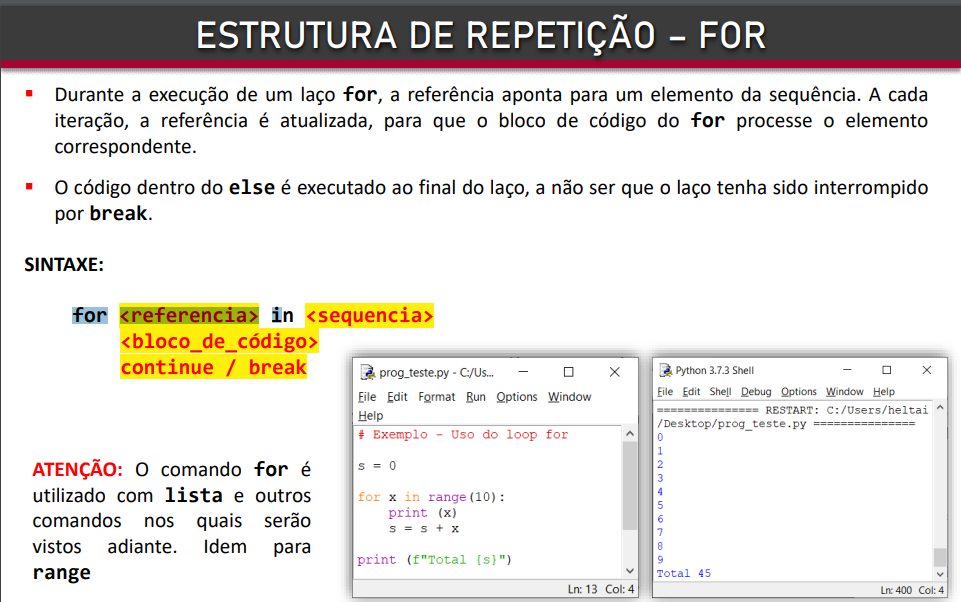 ESTRUTURA DE REPETIÇÃO – FOR
▪ Durante a execução de um laço for, a referência aponta para um elemento da sequência. A cada
iteração, a referência é atualizada, para que o bloco de código do for processe o elemento
correspondente.
▪ O código dentro do else é executado ao final do laço, a não ser que o laço tenha sido interrompido
por break.
SINTAXE:
for <referencia> in <sequencia>
<bloco_de_código>
continue / break
ATENÇÃO: O comando for é
utilizado com lista e outros
comandos nos quais serão
vistos adiante. Idem para
range
prog_teste.py - C:/Us...
File Edit Format Run Options Window
Help
# Exemplo - Uso do loop for
s = 0
for x in range(10):
    print (x)
    s = s + x
print (f"Total {s}")
Ln: 13 Col: 4
Python 3.7.3 Shell
File Edit Shell Debug Options Window Help
=============== RESTART: C:/Users/heltai
/Desktop/prog_teste.py ===============
0
1
2
3
4
5
6
7
8
9
Total 45
Ln: 400 Col: 4